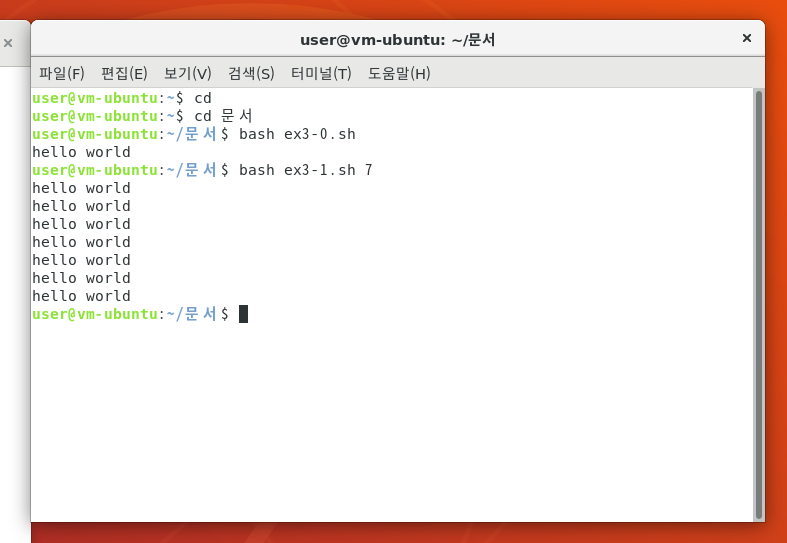 user@vm-ubuntu: ~/문서
파일(F) 편집(E) 보기(V) 검색(S) 터미널(T) 도움말(H)
user@vm-ubuntu:~$ cd
user@vm-ubuntu:~$ cd 문서
user@vm-ubuntu:~/문서$ bash ex3-0.sh
hello world
user@vm-ubuntu:~/문서$ bash ex3-1.sh 7
hello world
hello world
hello world
hello world
hello world
hello world
hello world
user@vm-ubuntu:~/문서$